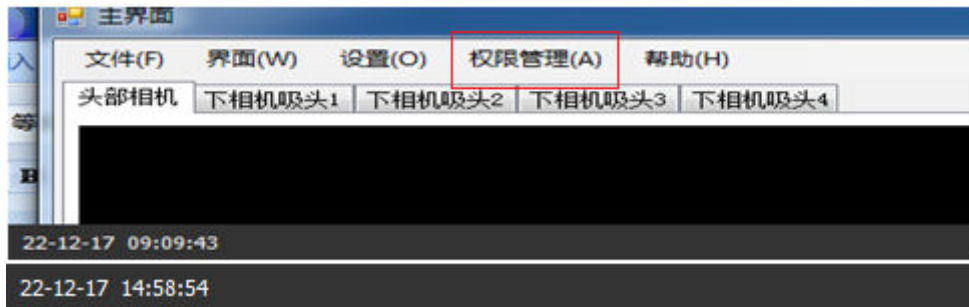 主界面
入
文件(F) 界面(W) 设置(O) 权限管理(A) 帮助(H)
头部相机 下相机吸头1 下相机吸头2 下相机吸头3 下相机吸头4
等
B
22-12-17 09:09:43
22-12-17 14:58:54